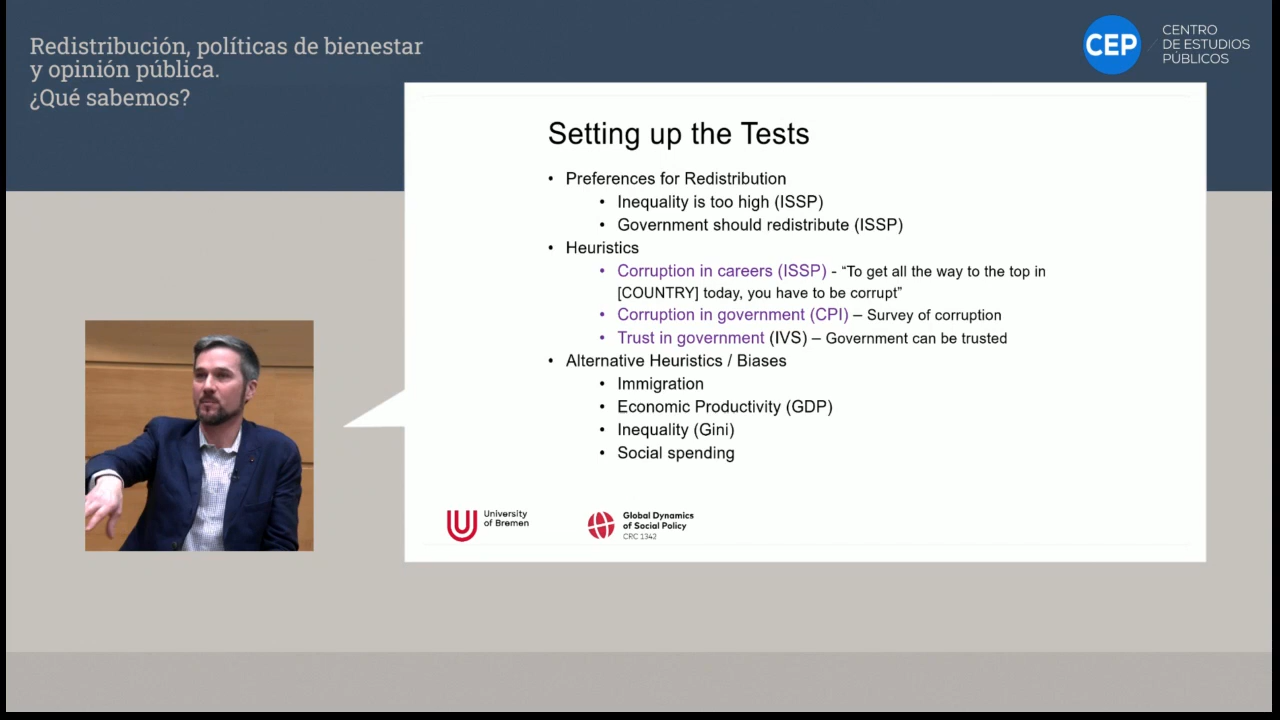 Redistribución, políticas de bienestar
y opinión pública.
¿Qué sabemos?
CEP
CENTRO
DE ESTUDIOS
PÚBLICOS
Setting up the Tests
• Preferences for Redistribution
• Inequality is too high (ISSP)
• Government should redistribute (ISSP)
• Heuristics
• Corruption in careers (ISSP) - “To get all the way to the top in
[COUNTRY] today, you have to be corrupt”
• Corruption in government (CPI) – Survey of corruption
• Trust in government (IVS) – Government can be trusted
• Alternative Heuristics / Biases
• Immigration
• Economic Productivity (GDP)
• Inequality (Gini)
• Social spending
University
of Bremen
Global Dynamics
of Social Policy
CRC 1342